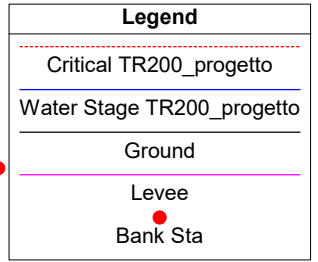 Legend
Critical TR200_progetto
Water Stage TR200_progetto
Ground
Levee
Bank Sta